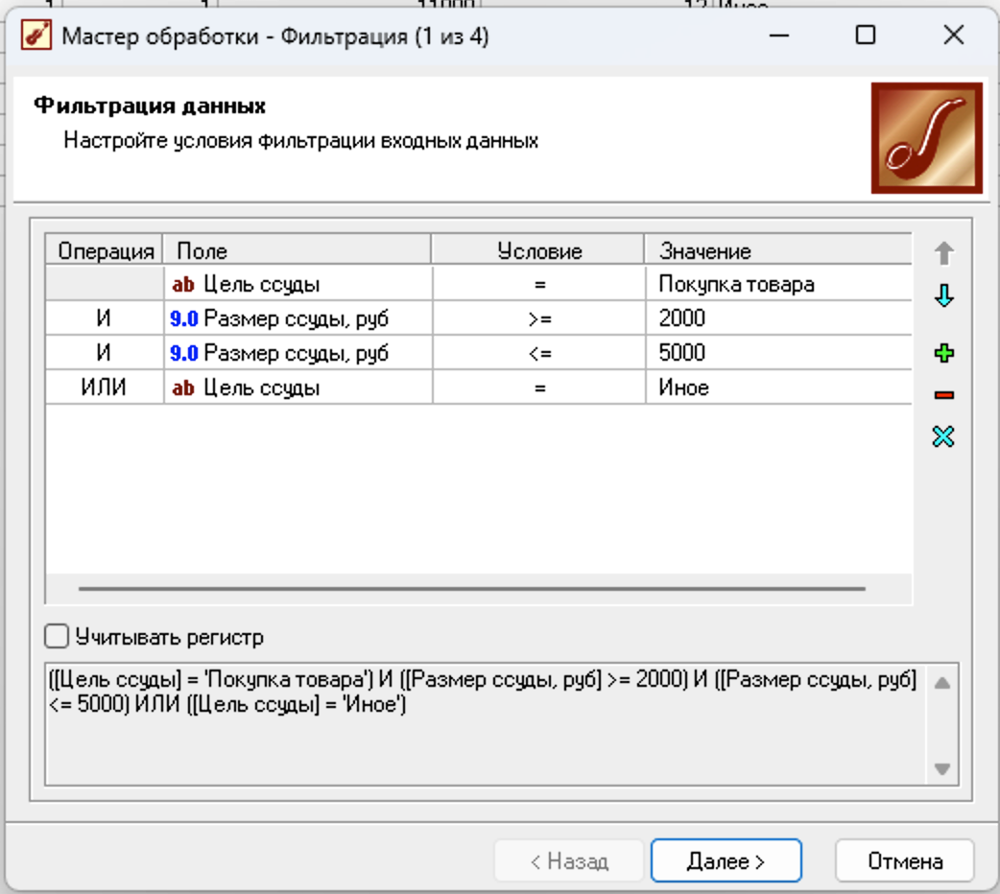 11000 12 Иное
Мастер обработки - Фильтрация (1 из 4)
Фильтрация данных
Настройте условия фильтрации входных данных
Операция Поле Условие Значение
ab Цель ссуды = Покупка товара
И 9.0 Размер ссуды, руб >= 2000
И 9.0 Размер ссуды, руб <= 5000
ИЛИ ab Цель ссуды = Иное
Учитывать регистр
([Цель ссуды] = 'Покупка товара') И ([Размер ссуды, руб] >= 2000) И ([Размер ссуды, руб]
<= 5000) ИЛИ ([Цель ссуды] = 'Иное')
< Назад Далее > Отмена